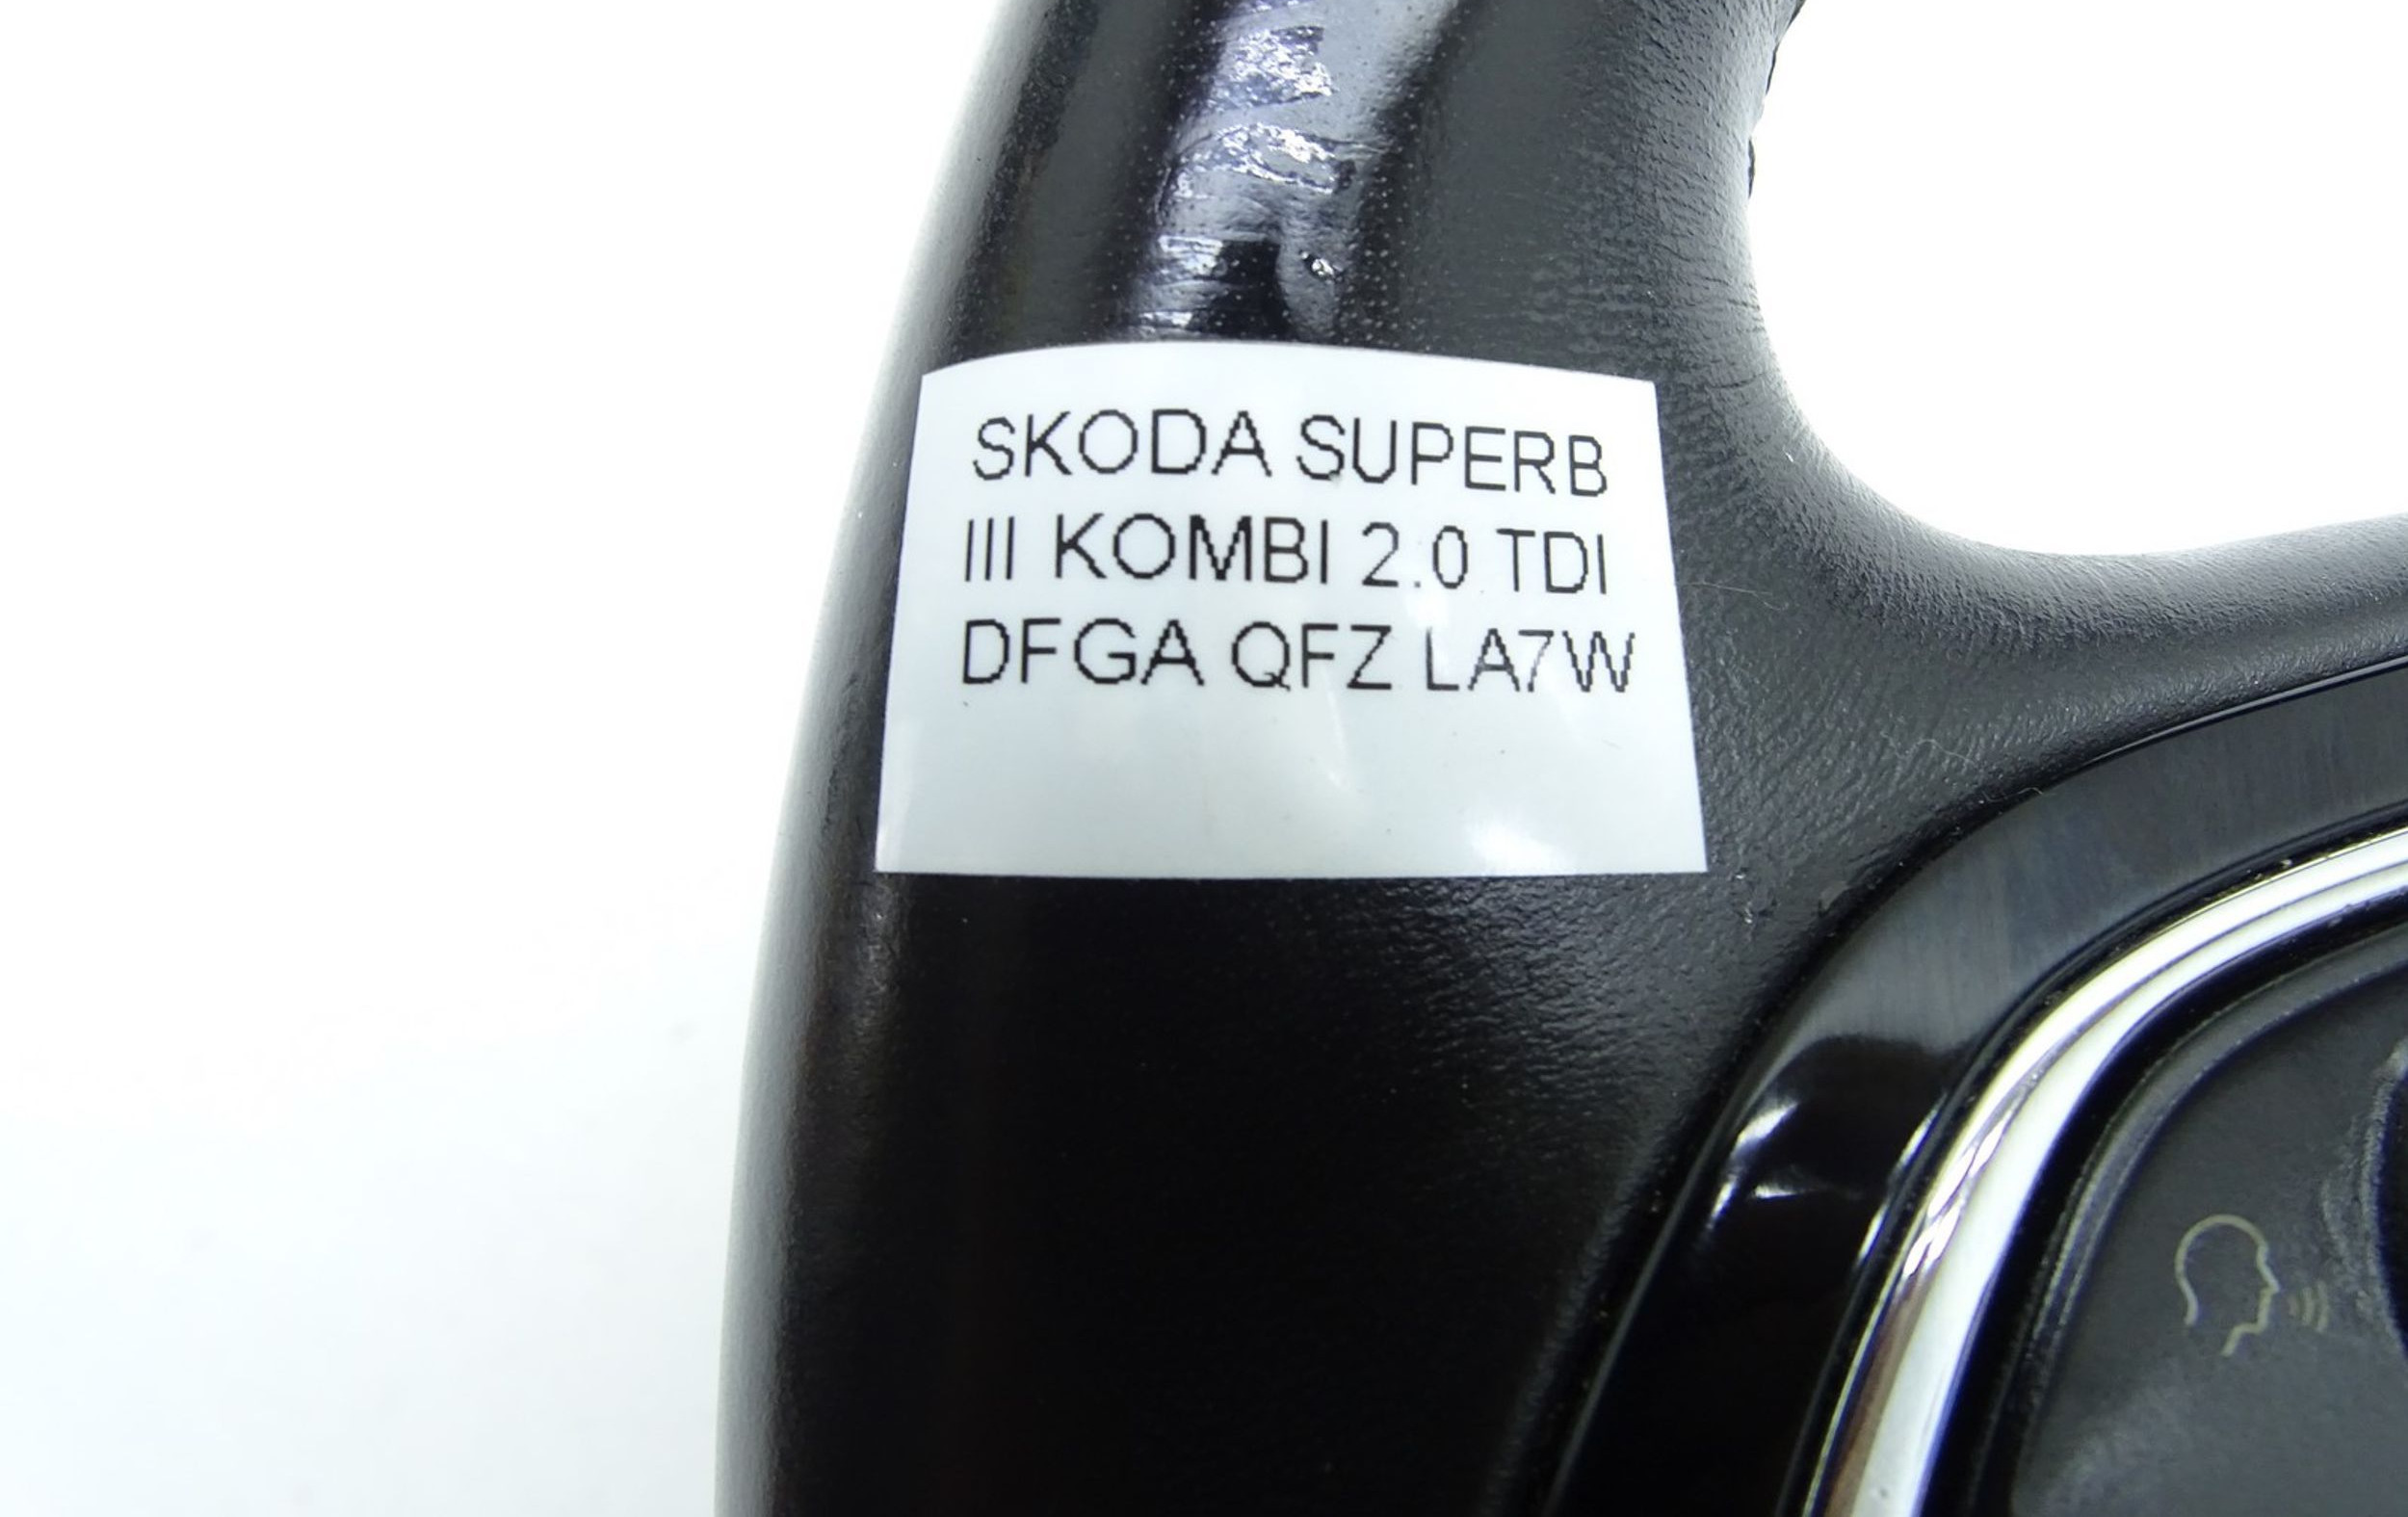 SKODA SUPERB
III KOMBI 2.0 TDI
DFGA QFZ LA7W